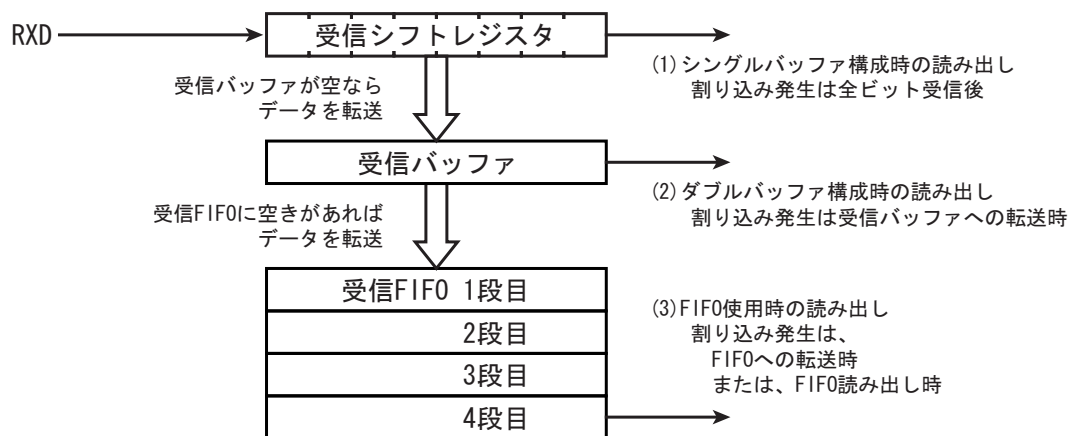 RXD
受信シフトレジスタ
(1)シングルバッファ構成時の読み出し
割り込み発生は全ビット受信後
受信バッファが空なら
データを転送
受信バッファ
(2)ダブルバッファ構成時の読み出し
割り込み発生は受信バッファへの転送時
受信FIFOに空きがあれば
データを転送
受信FIFO 1段目
2段目
3段目
4段目
(3)FIFO使用時の読み出し
割り込み発生は、
FIFOへの転送時
または、FIFO読み出し時